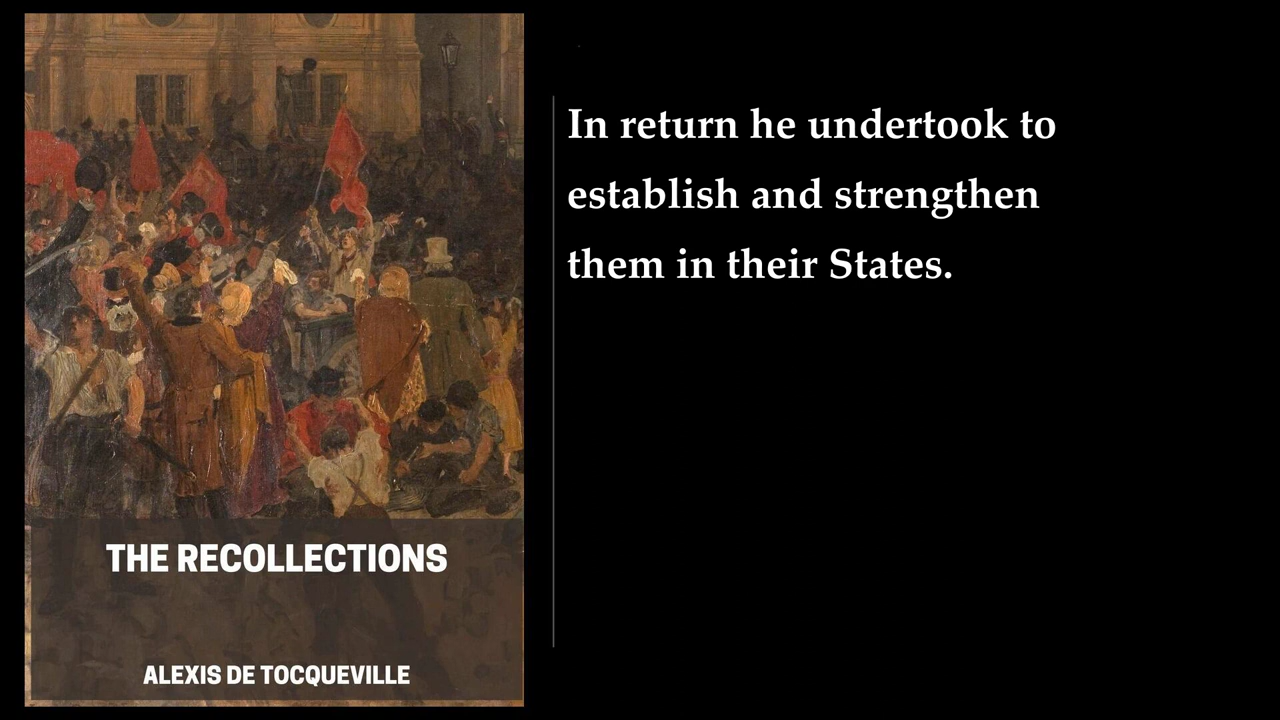 In return he undertook to
establish and strengthen
them in their States.
THE RECOLLECTIONS
ALEXIS DE TOCQUEVILLE